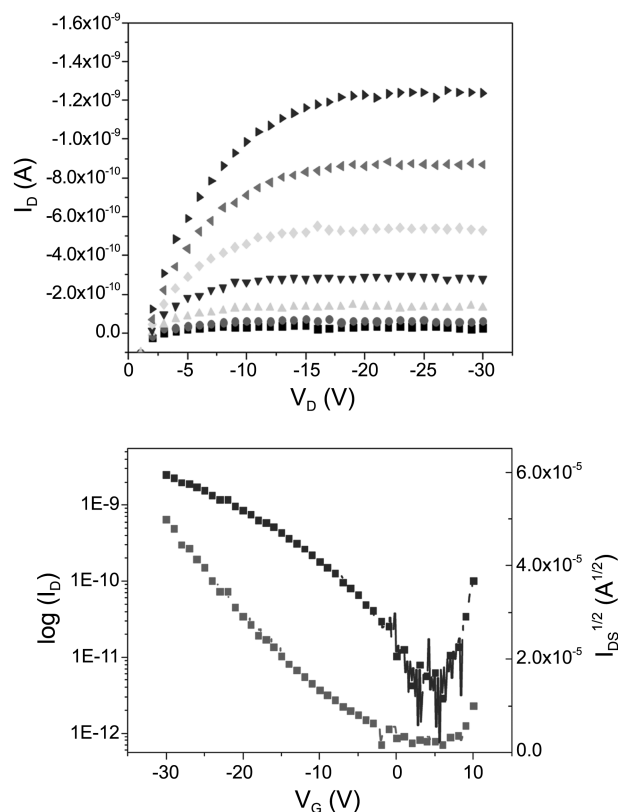 -1.6x10⁻⁹
-1.4x10⁻⁹
-1.2x10⁻⁹
-1.0x10⁻⁹
-8.0x10⁻¹⁰
-6.0x10⁻¹⁰
-4.0x10⁻¹⁰
-2.0x10⁻¹⁰
0.0
I_D (A)
0 -5 -10 -15 -20 -25 -30
V_D (V)
1E-9
1E-10
1E-11
1E-12
log (I_D)
6.0x10⁻⁵
4.0x10⁻⁵
2.0x10⁻⁵
0.0
I_DS^1/2 (A^1/2)
-30 -20 -10 0 10
V_G (V)